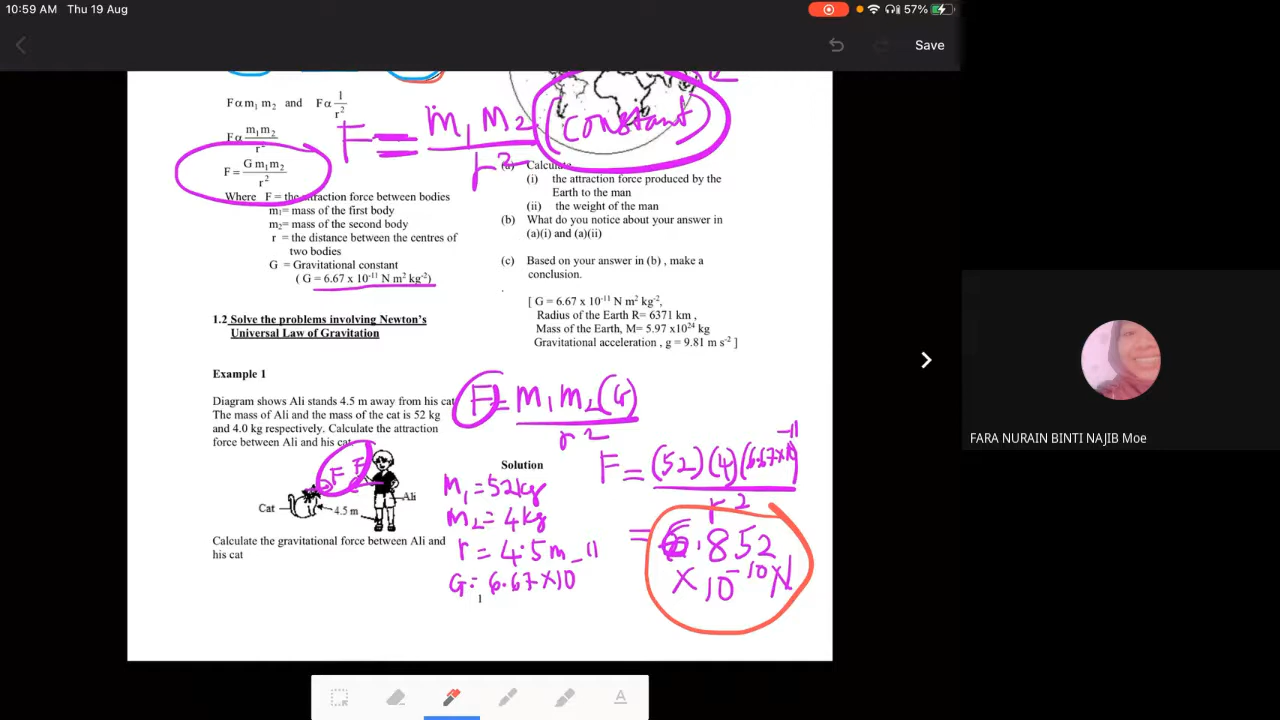 10:59 AM Thu 19 Aug
57%
Save
F α m₁ m₂ and F α 1/r²
F α m₁m₂/r²
F = G m₁m₂/r²
F = m₁ m₂/r² (constant)
Where F = the attraction force between bodies
m₁= mass of the first body
m₂= mass of the second body
r = the distance between the centres of
two bodies
G = Gravitational constant
( G = 6.67 x 10⁻¹¹ N m² kg⁻²)
1.2 Solve the problems involving Newton's
Universal Law of Gravitation
Example 1
Diagram shows Ali stands 4.5 m away from his cat
The mass of Ali and the mass of the cat is 52 kg
and 4.0 kg respectively. Calculate the attraction
force between Ali and his cat
F F
Cat
4.5 m
Ali
Calculate the gravitational force between Ali and
his cat
(a) Calculate
(i) the attraction force produced by the
Earth to the man
(ii) the weight of the man
(b) What do you notice about your answer in
(a)(i) and (a)(ii)
(c) Based on your answer in (b) , make a
conclusion.
[ G = 6.67 x 10⁻¹¹ N m² kg⁻²,
Radius of the Earth R= 6371 km ,
Mass of the Earth, M= 5.97 x10²⁴ kg
Gravitational acceleration , g = 9.81 m s⁻² ]
F = m₁ m₂ (G)/r²
Solution
M₁ = 52kg
m₂ = 4kg
r = 4.5m
G = 6.67 x 10⁻¹¹
F = (52)(4)(6.67x10⁻¹¹)/r²
= .852
x 10⁻¹⁰ N
1
A
FARA NURAIN BINTI NAJIB Moe